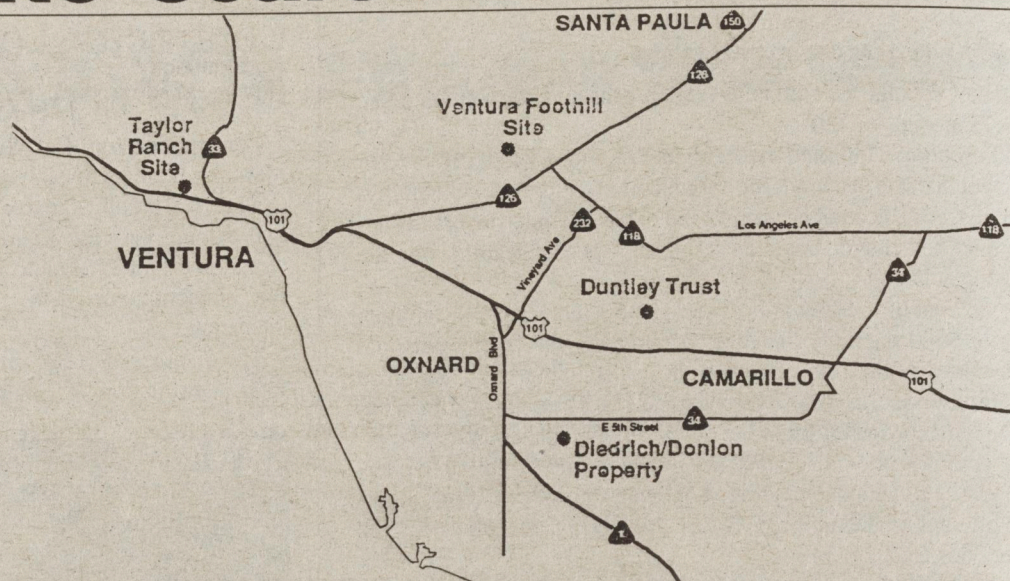 SANTA PAULA
150
126
Ventura Foothill
Site
Taylor
Ranch
Site
33
126
101
232
118
Los Angeles Ave
118
VENTURA
Vineyard Ave
34
Duntley Trust
101
Oxnard Blvd
OXNARD
CAMARILLO
101
34
E 5th Street
Diedrich/Donlon
Property
1